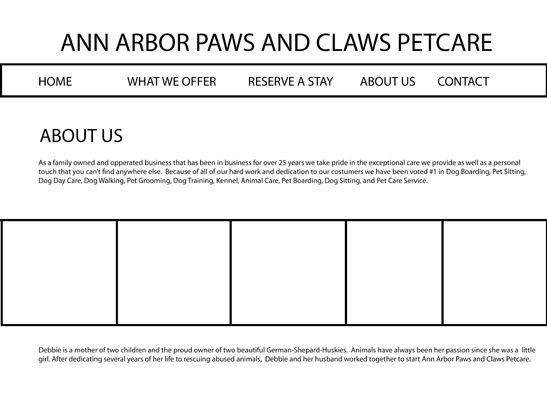 ANN ARBOR PAWS AND CLAWS PETCARE
HOME WHAT WE OFFER RESERVE A STAY ABOUT US CONTACT
ABOUT US
As a family owned and opperated business that has been in business for over 25 years we take pride in the exceptional care we provide as well as a personal
touch that you can't find anywhere else. Because of all of our hard work and dedication to our costumers we have been voted #1 in Dog Boarding, Pet Sitting,
Dog Day Care, Dog Walking, Pet Grooming, Dog Training, Kennel, Animal Care, Pet Boarding, Dog Sitting, and Pet Care Service.
Debbie is a mother of two children and the proud owner of two beautiful German-Shepard-Huskies. Animals have always been her passion since she was a little
girl. After dedicating several years of her life to rescuing abused animals, Debbie and her husband worked together to start Ann Arbor Paws and Claws Petcare.